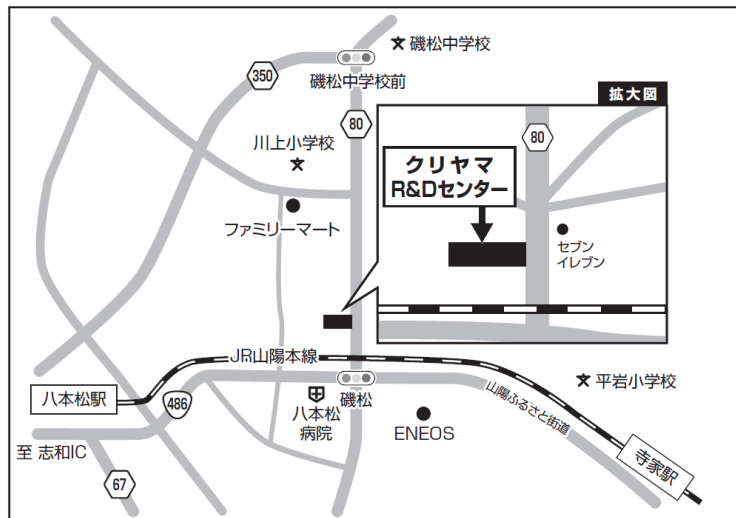 磯松中学校
350
磯松中学校前
拡大図
80
80
川上小学校
クリヤマ
R&Dセンター
ファミリーマート
セブン
イレブン
JR山陽本線
八本松駅
486
八本松
病院
磯松
ENEOS
平岩小学校
山陽ふるさと街道
至 志和IC
67
寺家駅